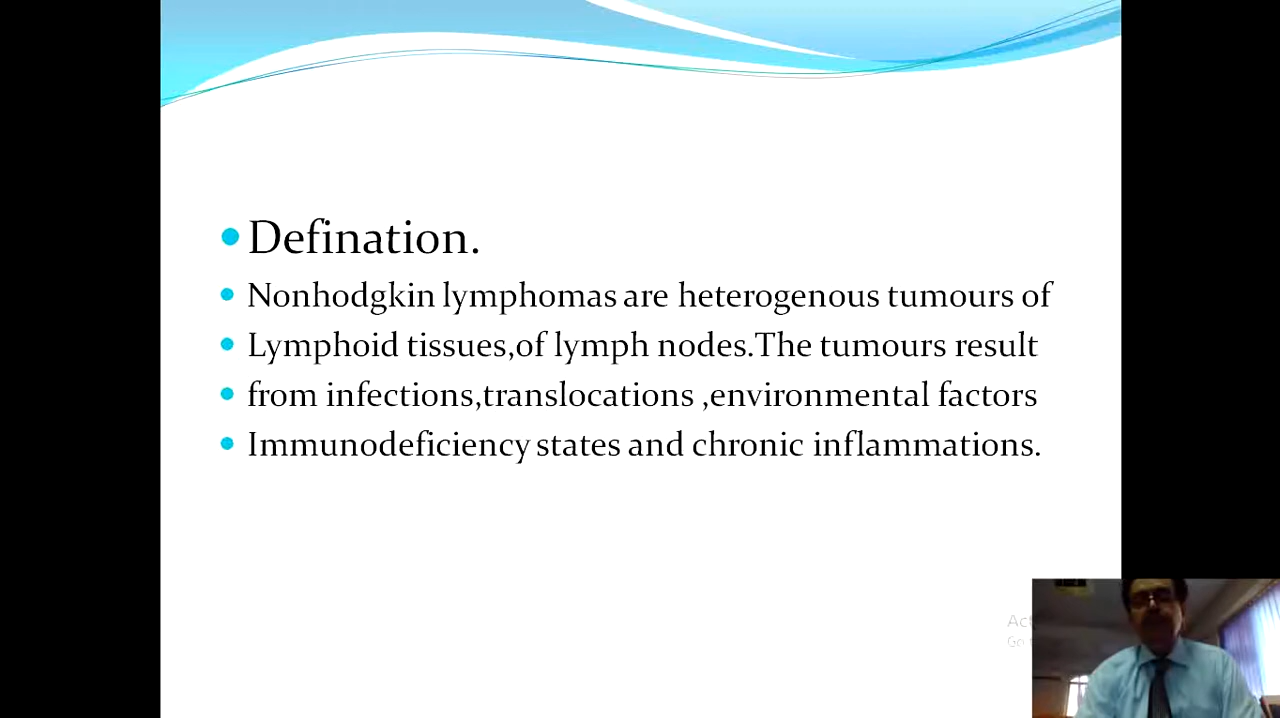 Defination.
Nonhodgkin lymphomas are heterogenous tumours of
Lymphoid tissues,of lymph nodes.The tumours result
from infections,translocations ,environmental factors
Immunodeficiency states and chronic inflammations.